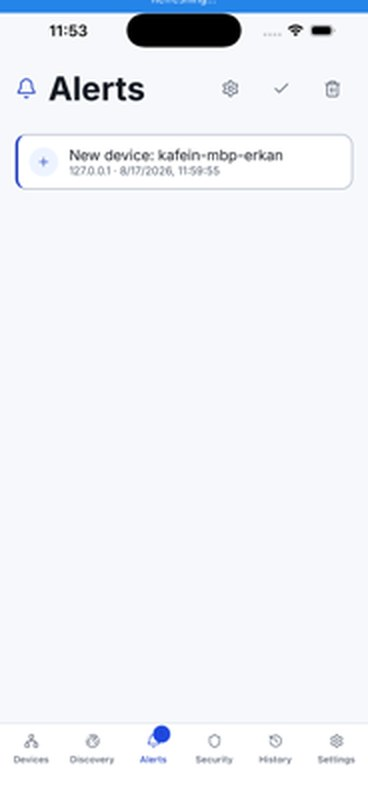 Refreshing...
11:53
Alerts
New device: kafein-mbp-erkan
127.0.0.1 · 8/17/2026, 11:59:55
Devices
Discovery
Alerts
Security
History
Settings